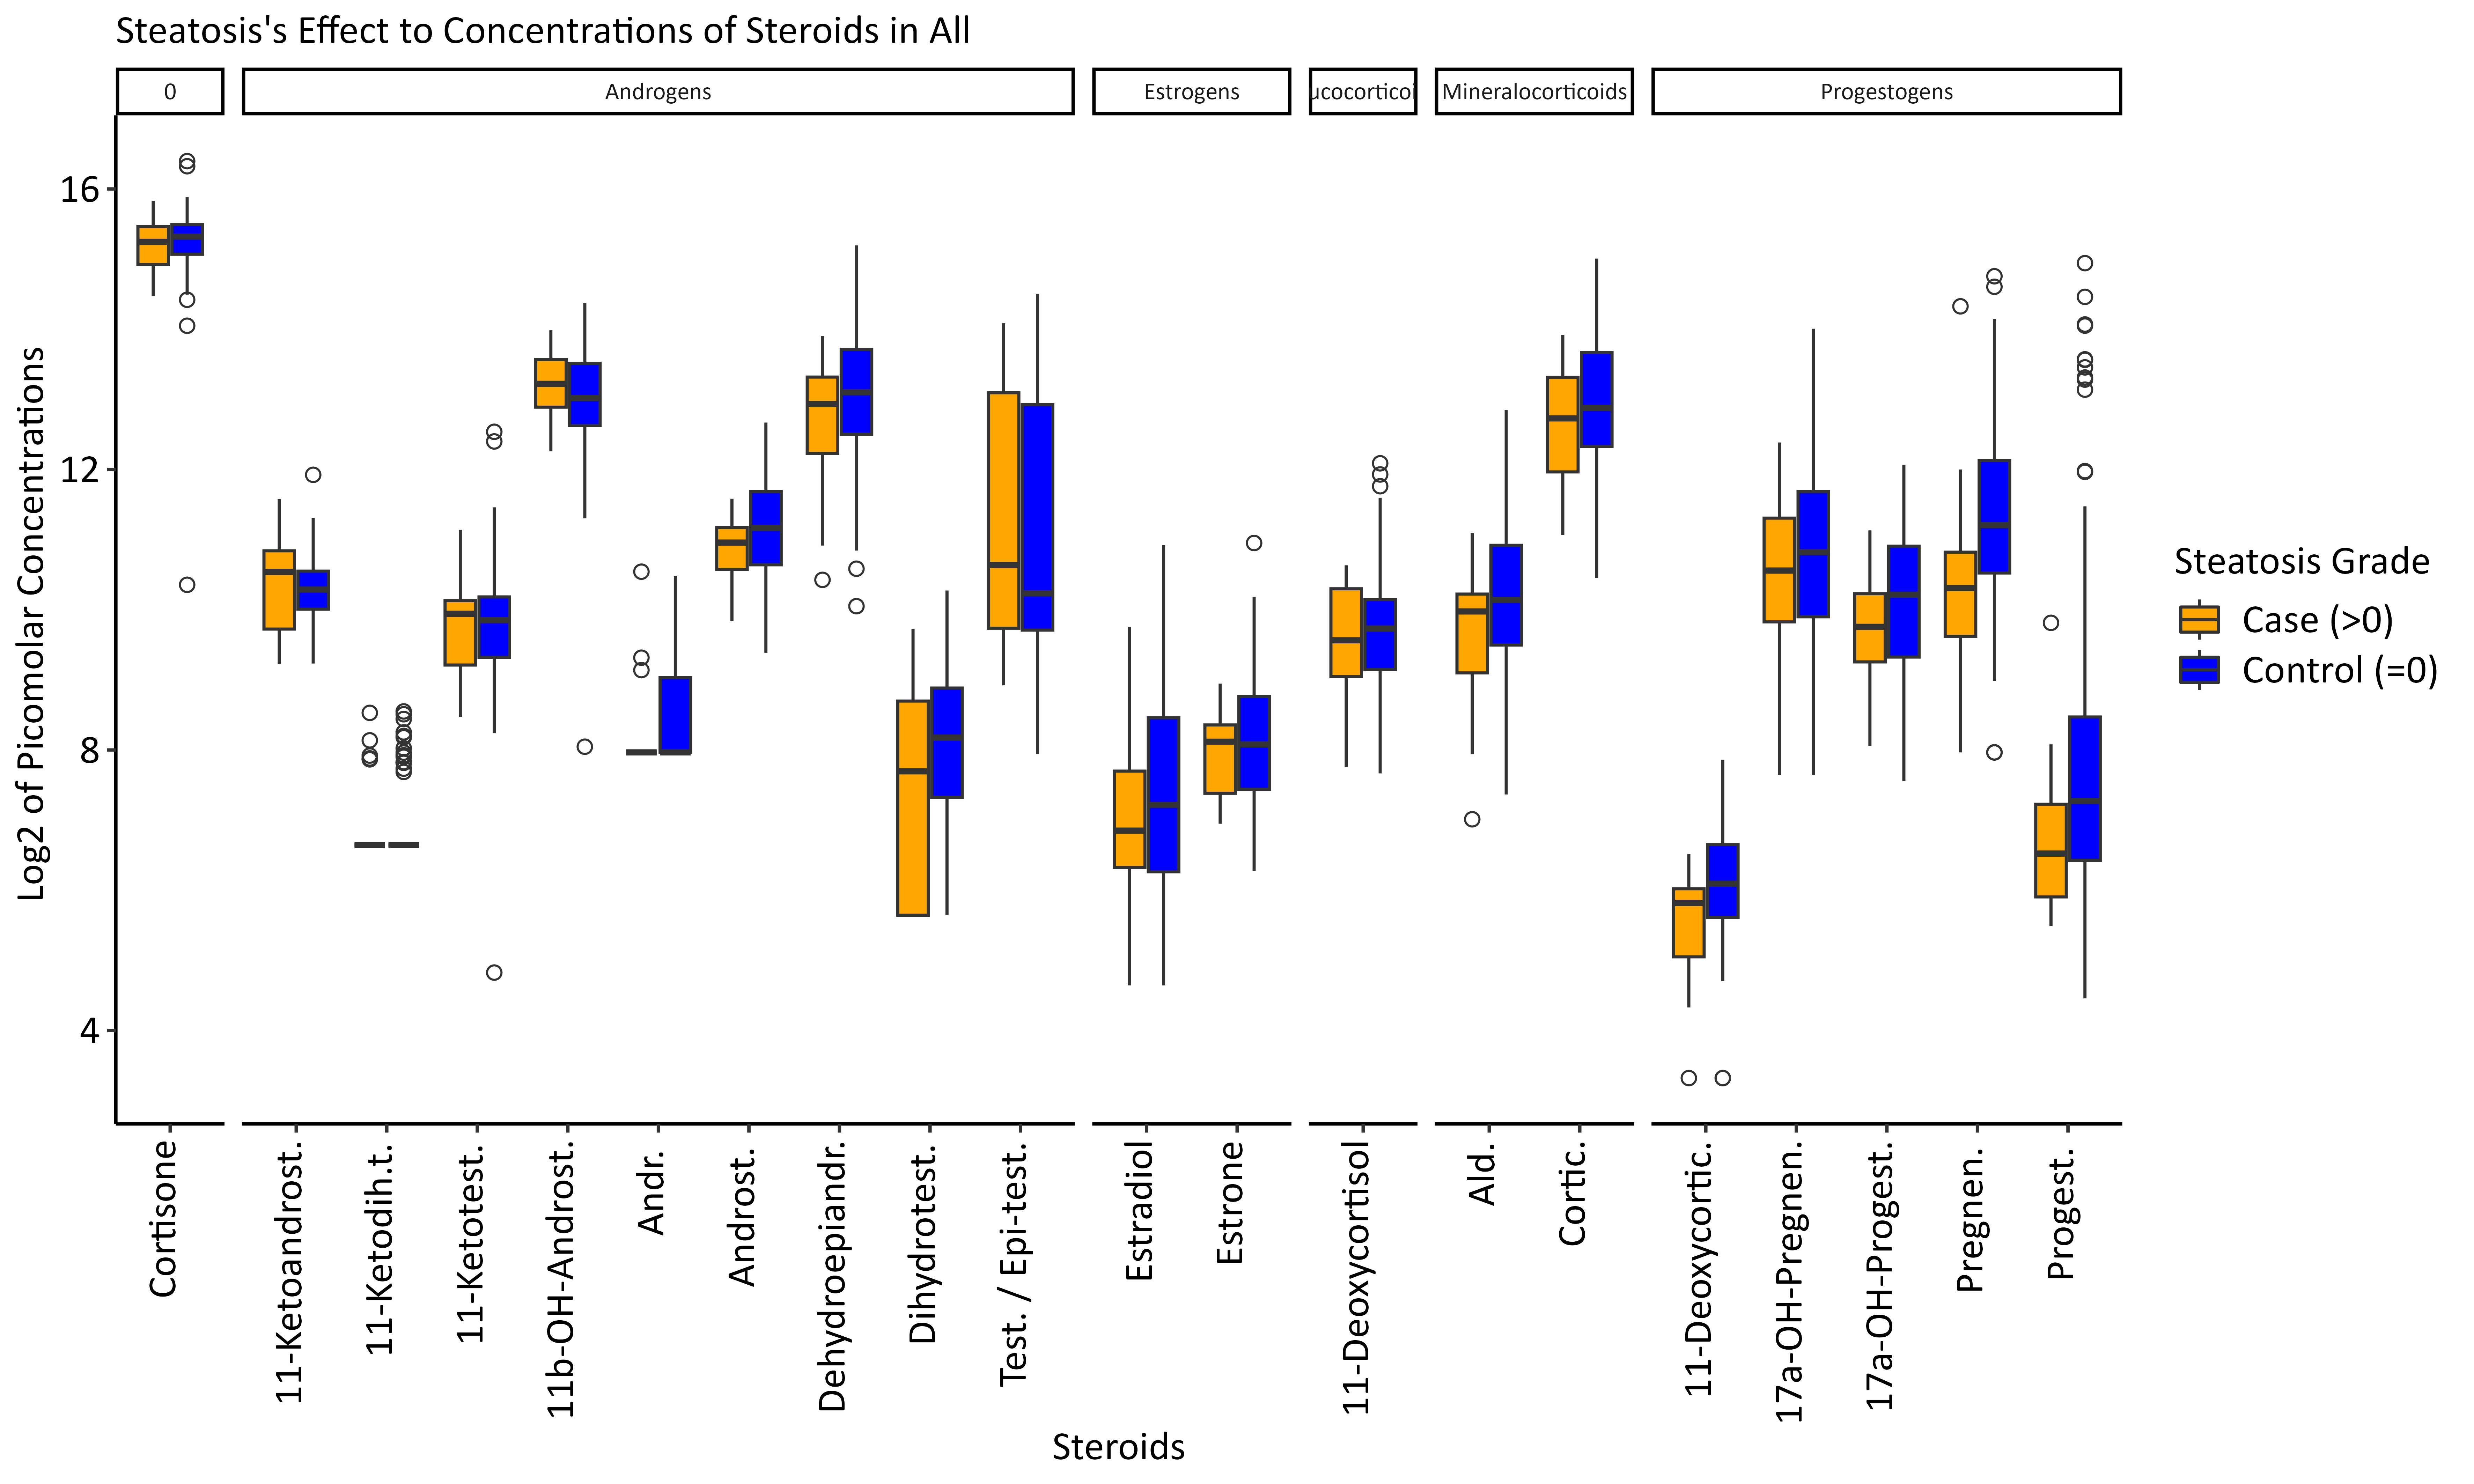 Steatosis's Effect to Concentrations of Steroids in All
0
Androgens
Estrogens
ucocorticoi
Mineralocorticoids
Progestogens
Log2 of Picomolar Concentrations
16
12
8
4
Cortisone
11-Ketoandrost.
11-Ketodih.t.
11-Ketotest.
11b-OH-Androst.
Andr.
Androst.
Dehydroepiandr.
Dihydrotest.
Test. / Epi-test.
Estradiol
Estrone
11-Deoxycortisol
Ald.
Cortic.
11-Deoxycortic.
17a-OH-Pregnen.
17a-OH-Progest.
Pregnen.
Progest.
Steroids
Steatosis Grade
Case (>0)
Control (=0)